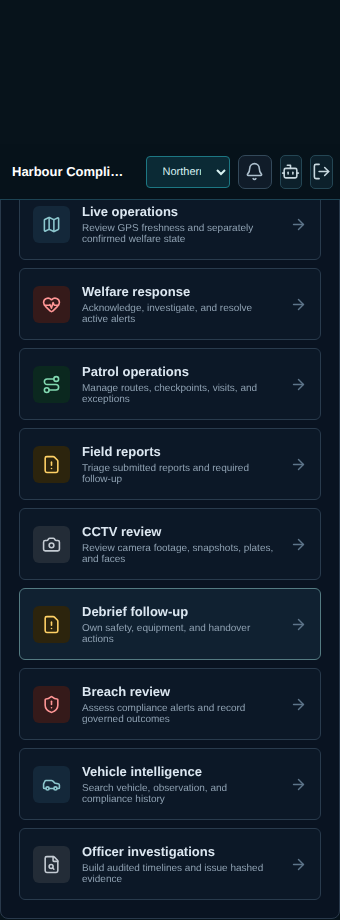 Harbour Compli...
Northern
Live operations
Review GPS freshness and separately
confirmed welfare state
Welfare response
Acknowledge, investigate, and resolve
active alerts
Patrol operations
Manage routes, checkpoints, visits, and
exceptions
Field reports
Triage submitted reports and required
follow-up
CCTV review
Review camera footage, snapshots, plates,
and faces
Debrief follow-up
Own safety, equipment, and handover
actions
Breach review
Assess compliance alerts and record
governed outcomes
Vehicle intelligence
Search vehicle, observation, and
compliance history
Officer investigations
Build audited timelines and issue hashed
evidence